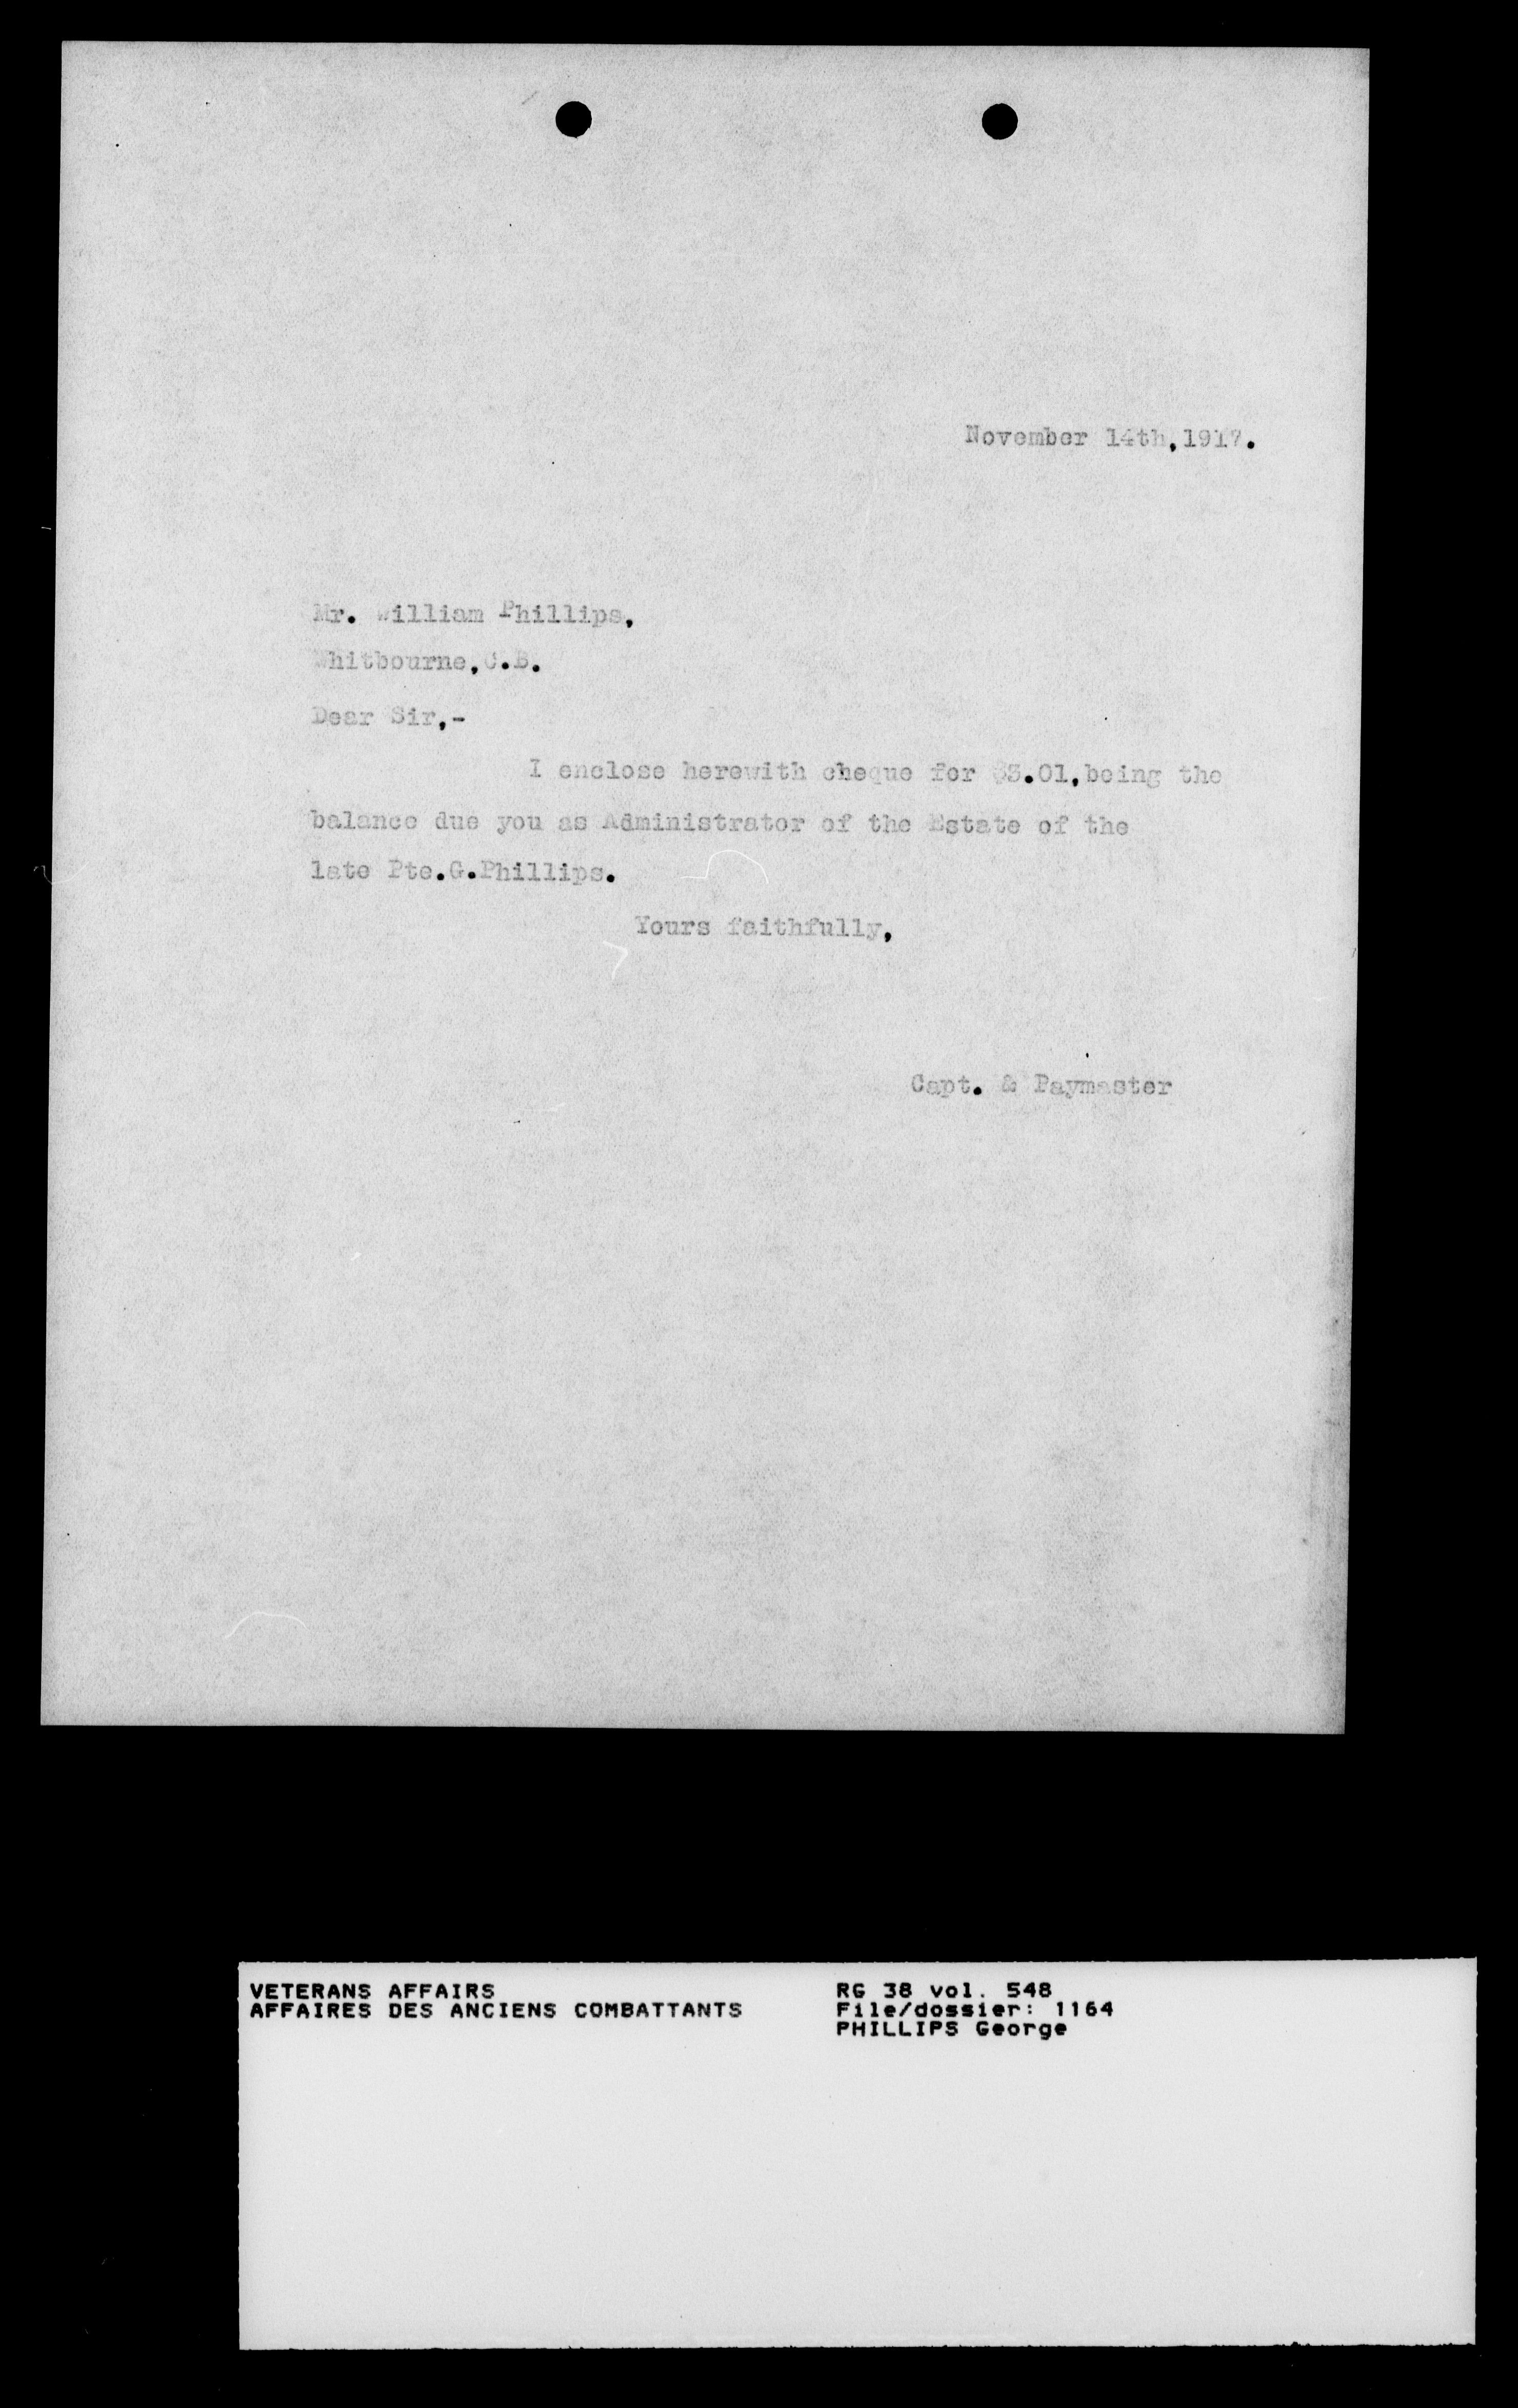 November 14th,1917.
Mr. William Phillips,
Whitbourne,C.B.
Dear Sir,-
I enclose herewith cheque for $3.01,being the
balance due you as Administrator of the Estate of the
late Pte.G.Phillips.
Yours faithfully,
Capt. & Paymaster
VETERANS AFFAIRS
AFFAIRES DES ANCIENS COMBATTANTS
RG 38 vol. 548
File/dossier: 1164
PHILLIPS George